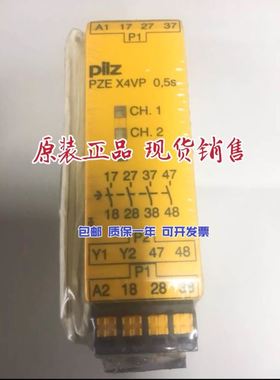 A1 17 27 37
P1
pilz
PZE X4VP 0,5s
CH. 1
CH. 2
原装正品 现货销售
17 27 37 47
18 28 38 48
包邮 质保一年 可开发票
P2
Y1 Y2 47 48
P1
A2 18 28 38